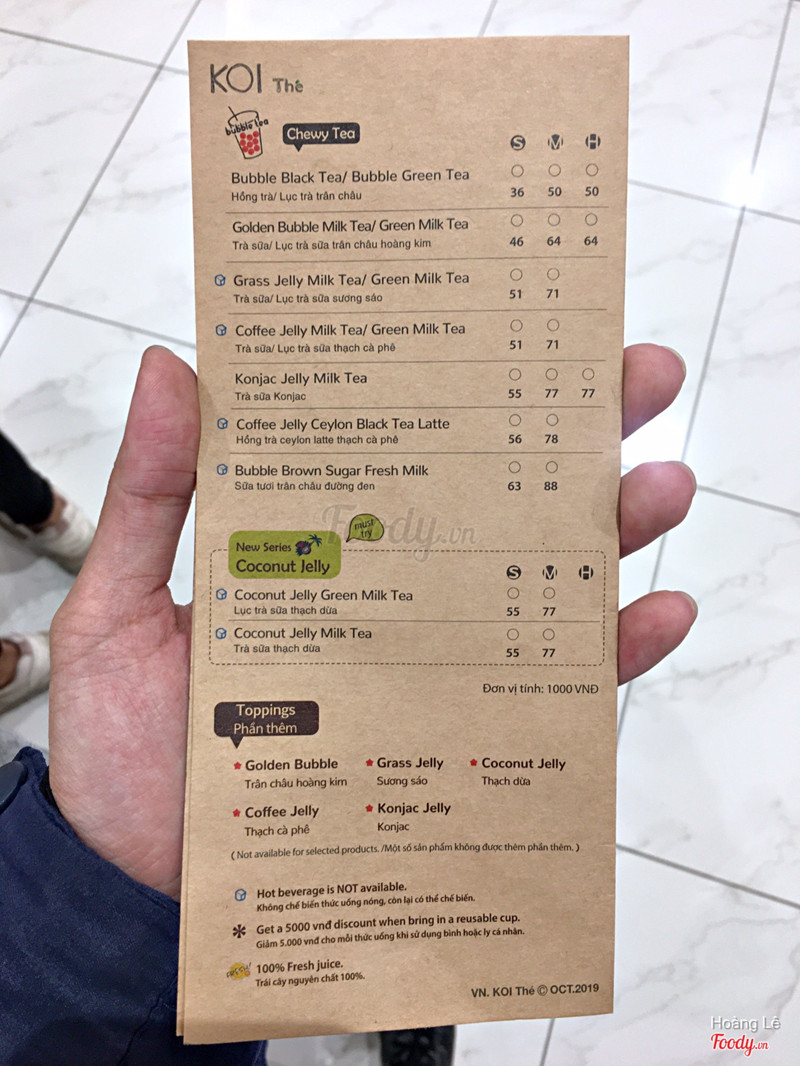 KOI Thé
bubble tea
Chewy Tea
S M H
Bubble Black Tea/ Bubble Green Tea
Hồng trà/ Lục trà trân châu
36 50 50
Golden Bubble Milk Tea/ Green Milk Tea
Trà sữa/ Lục trà sữa trân châu hoàng kim
46 64 64
Grass Jelly Milk Tea/ Green Milk Tea
Trà sữa/ Lục trà sữa sương sáo
51 71
Coffee Jelly Milk Tea/ Green Milk Tea
Trà sữa/ Lục trà sữa thạch cà phê
51 71
Konjac Jelly Milk Tea
Trà sữa Konjac
55 77 77
Coffee Jelly Ceylon Black Tea Latte
Hồng trà ceylon latte thạch cà phê
56 78
Bubble Brown Sugar Fresh Milk
Sữa tươi trân châu đường đen
63 88
Foody.vn
must
try
New Series
Coconut Jelly
S M H
Coconut Jelly Green Milk Tea
Lục trà sữa thạch dừa
55 77
Coconut Jelly Milk Tea
Trà sữa thạch dừa
55 77
Đơn vị tính: 1000 VNĐ
Toppings
Phần thêm
Golden Bubble Grass Jelly Coconut Jelly
Trân châu hoàng kim Sương sáo Thạch dừa
Coffee Jelly Konjac Jelly
Thạch cà phê Konjac
( Not available for selected products. /Một số sản phẩm không được thêm phần thêm. )
Hot beverage is NOT available.
Không chế biến thức uống nóng, còn lại có thể chế biến.
* Get a 5000 vnđ discount when bring in a reusable cup.
Giảm 5.000 vnđ cho mỗi thức uống khi sử dụng bình hoặc ly cá nhân.
100% Fresh juice.
Trái cây nguyên chất 100%.
VN. KOI Thé © OCT.2019
Hoàng Lê
Foody.vn